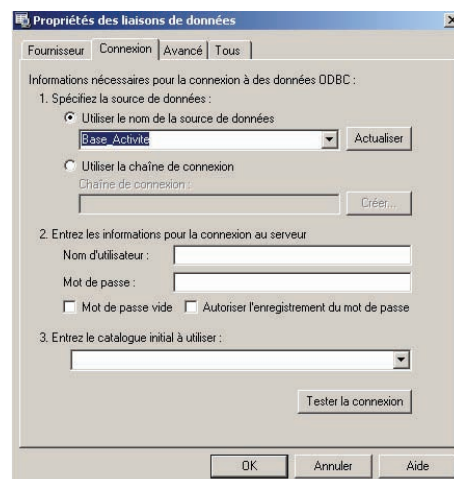 Propriétés des liaisons de données
Fournisseur Connexion Avancé Tous
Informations nécessaires pour la connexion à des données ODBC :
1. Spécifiez la source de données :
Utiliser le nom de la source de données
Base_Activite Actualiser
Utiliser la chaîne de connexion
Chaîne de connexion :
Créer...
2. Entrez les informations pour la connexion au serveur
Nom d'utilisateur :
Mot de passe :
Mot de passe vide Autoriser l'enregistrement du mot de passe
3. Entrez le catalogue initial à utiliser :
Tester la connexion
OK Annuler Aide